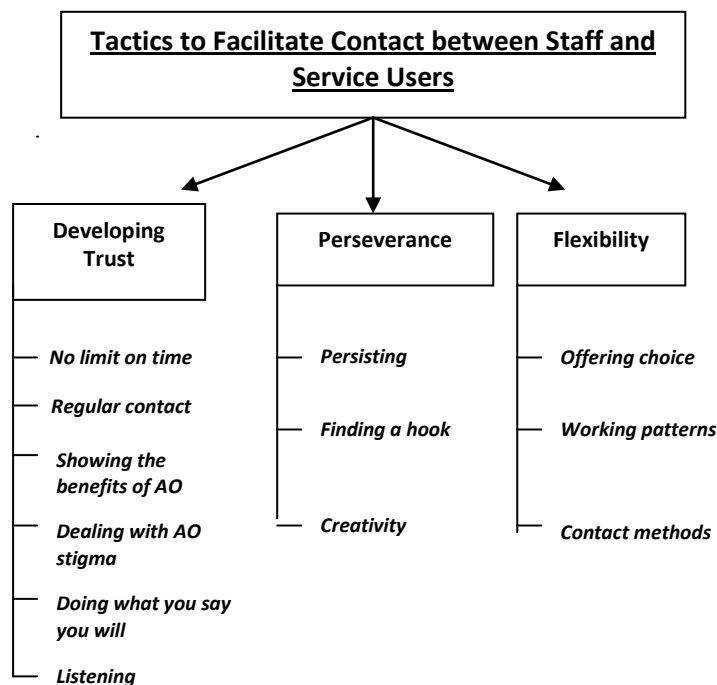 Tactics to Facilitate Contact between Staff and
Service Users
Developing
Trust
No limit on time
Regular contact
Showing the
benefits of AO
Dealing with AO
stigma
Doing what you say
you will
Listening
Perseverance
Persisting
Finding a hook
Creativity
Flexibility
Offering choice
Working patterns
Contact methods